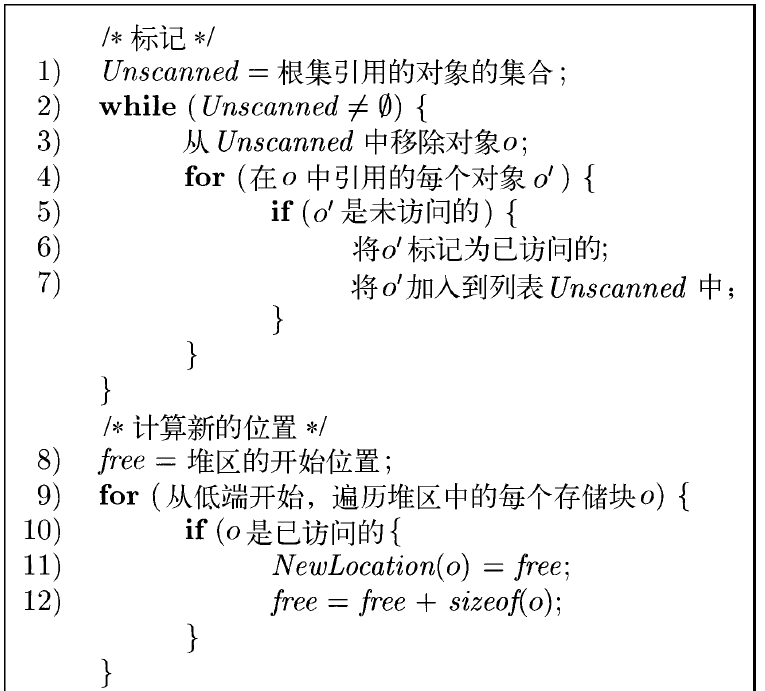 /* 标记 */
1) Unscanned = 根集引用的对象的集合;
2) while (Unscanned ≠ ∅) {
3) 从 Unscanned 中移除对象o;
4) for (在 o 中引用的每个对象 o′) {
5) if (o′ 是未访问的) {
6) 将o′标记为已访问的;
7) 将o′加入到列表 Unscanned 中;
}
}
}
/* 计算新的位置 */
8) free = 堆区的开始位置;
9) for (从低端开始，遍历堆区中的每个存储块o) {
10) if (o 是已访问的{
11) NewLocation(o) = free;
12) free = free + sizeof(o);
}
}